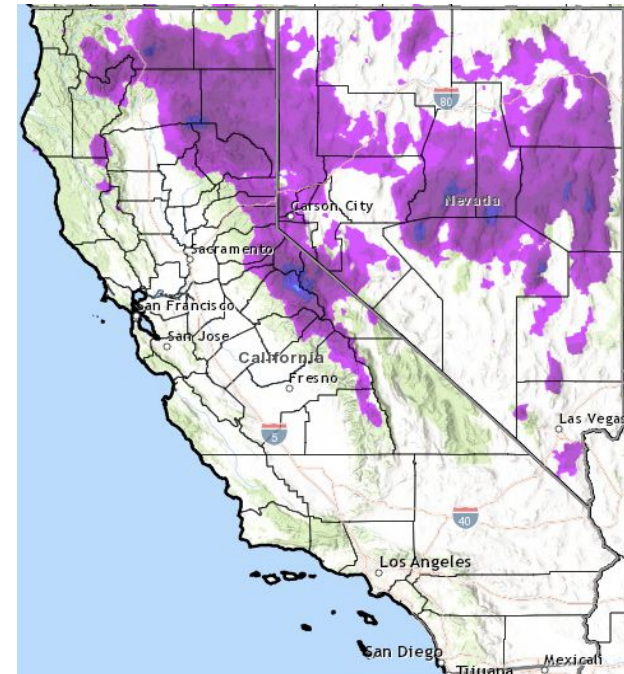 80
Nevada
Carson City
Sacramento
San Francisco
San Jose
California
Fresno
5
Las Vegas
40
Los Angeles
San Diego
Mexicali
Tijuana